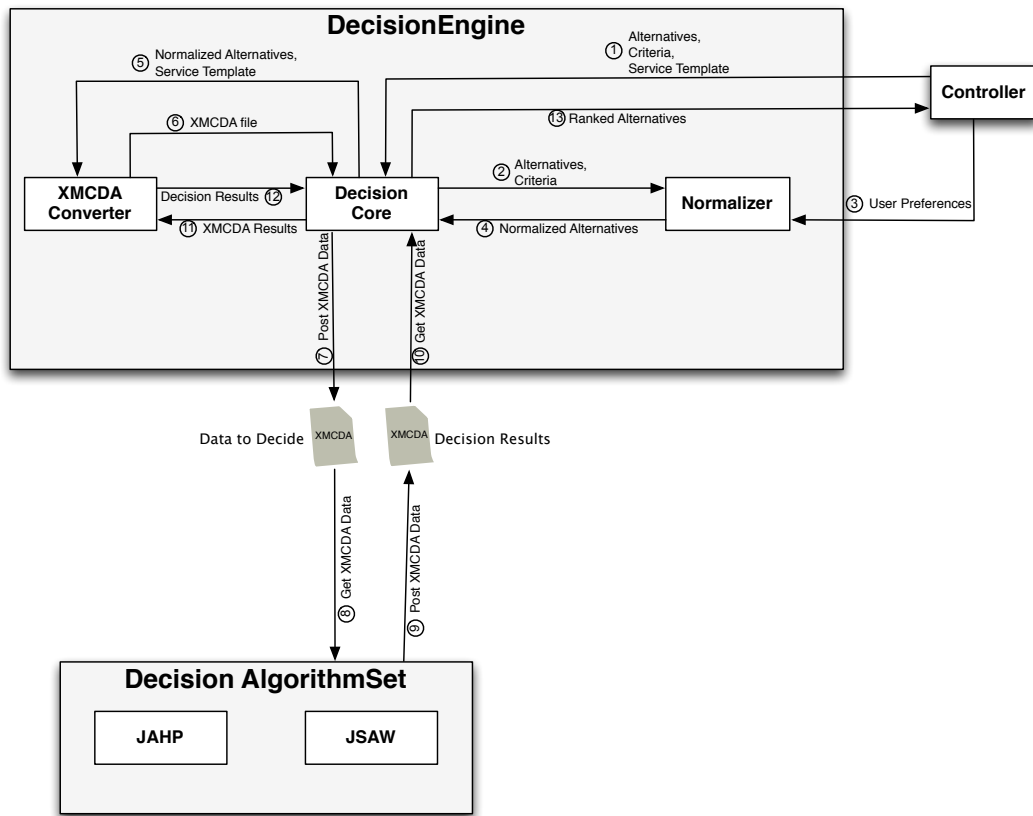 DecisionEngine
① Alternatives,
Criteria,
Service Template
⑤ Normalized Alternatives,
Service Template
Controller
⑥ XMCDA file
⑬ Ranked Alternatives
② Alternatives,
Criteria
XMCDA
Converter
Decision Results ⑫
Decision
Core
Normalizer
③ User Preferences
⑪ XMCDA Results
④ Normalized Alternatives
⑦ Post XMCDA Data
⑩ Get XMCDA Data
Data to Decide
XMCDA
XMCDA
Decision Results
⑧ Get XMCDA Data
⑨ Post XMCDA Data
Decision AlgorithmSet
JAHP
JSAW